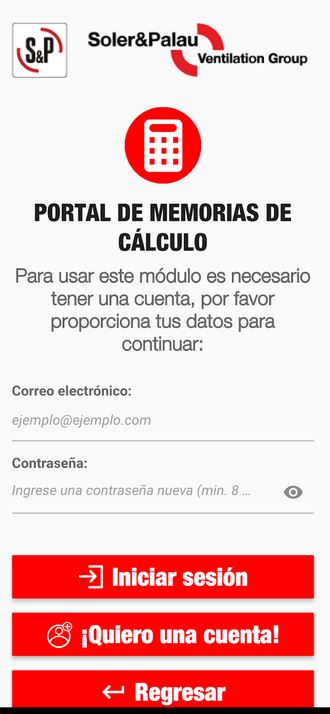 S&P
Soler&Palau
Ventilation Group
PORTAL DE MEMORIAS DE
CÁLCULO
Para usar este módulo es necesario
tener una cuenta, por favor
proporciona tus datos para
continuar:
Correo electrónico:
ejemplo@ejemplo.com
Contraseña:
Ingrese una contraseña nueva (min. 8 ...
Iniciar sesión
¡Quiero una cuenta!
Regresar